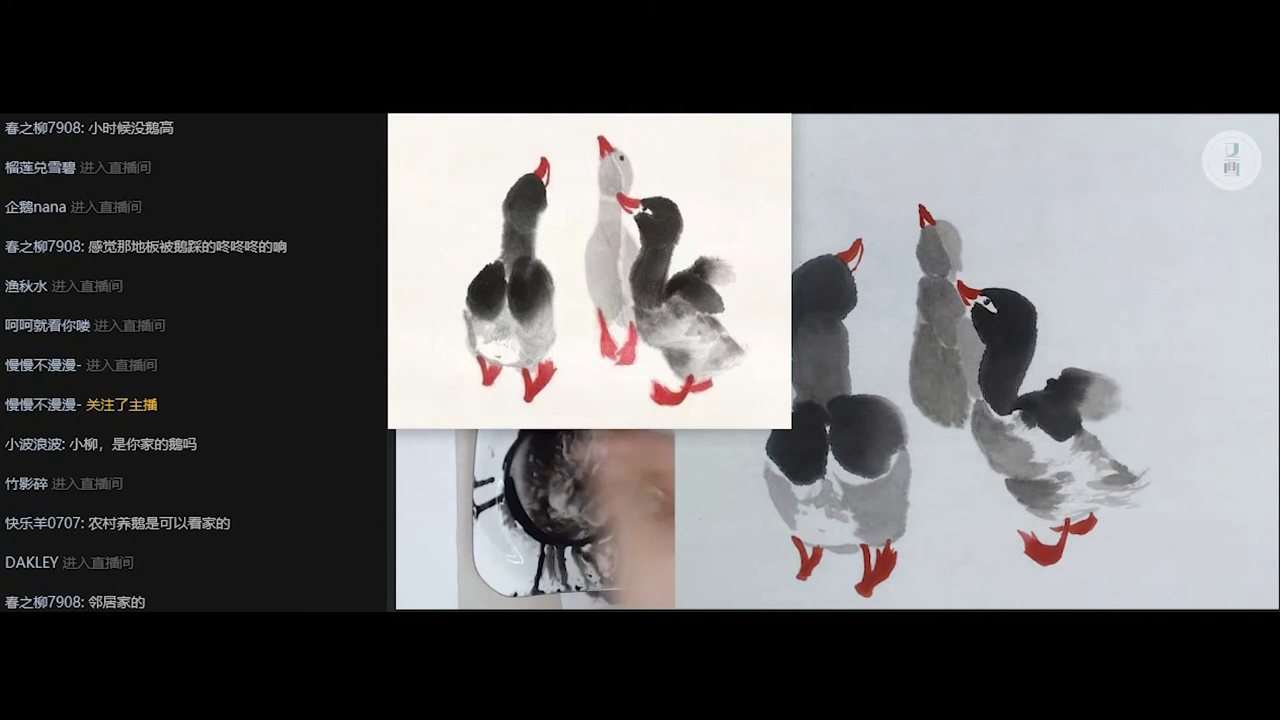 春之柳7908: 小时候没鹅高
榴莲兑雪碧 进入直播间
企鹅nana 进入直播间
春之柳7908: 感觉那地板被鹅踩的咚咚咚的响
渔秋水 进入直播间
呵呵就看你喽 进入直播间
慢慢不漫漫- 进入直播间
慢慢不漫漫- 关注了主播
小波浪波: 小柳，是你家的鹅吗
竹影碎 进入直播间
快乐羊0707: 农村养鹅是可以看家的
DAKLEY 进入直播间
春之柳7908: 邻居家的